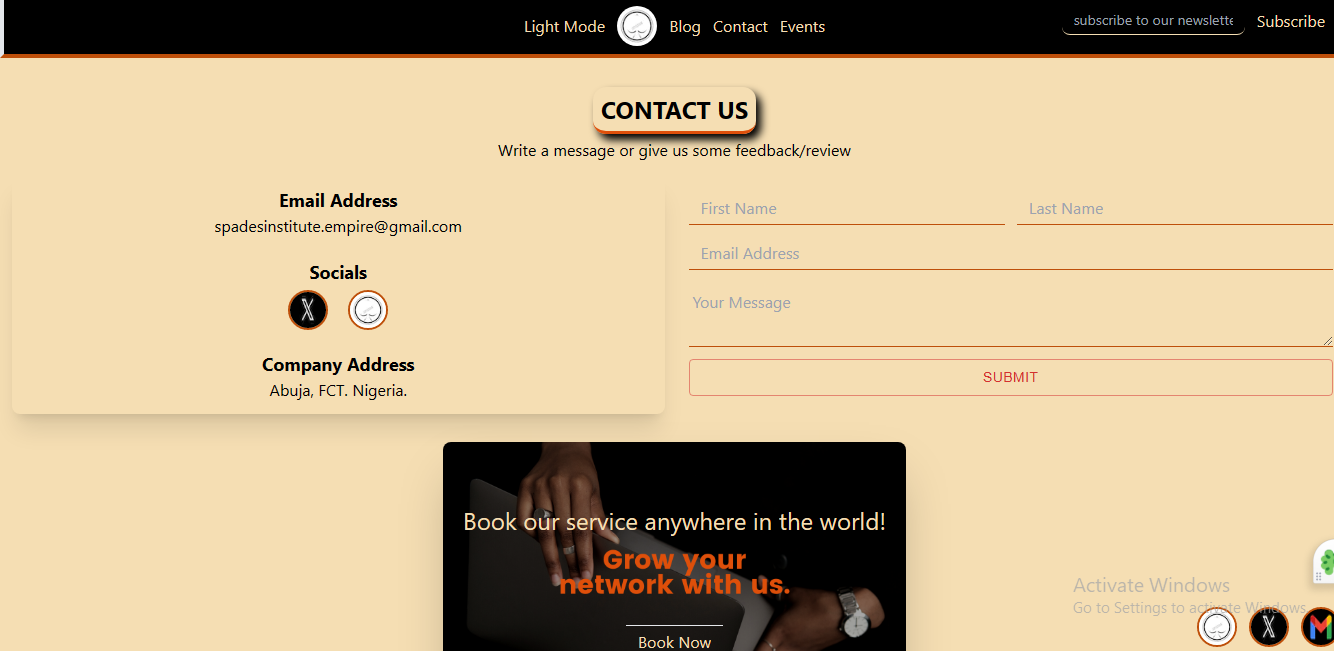 Light Mode
Blog
Contact
Events
subscribe to our newslette
Subscribe
CONTACT US
Write a message or give us some feedback/review
Email Address
spadesinstitute.empire@gmail.com
Socials
Company Address
Abuja, FCT. Nigeria.
First Name
Last Name
Email Address
Your Message
SUBMIT
Book our service anywhere in the world!
Grow your
network with us.
Book Now
Activate Windows
Go to Settings to activate Windows.